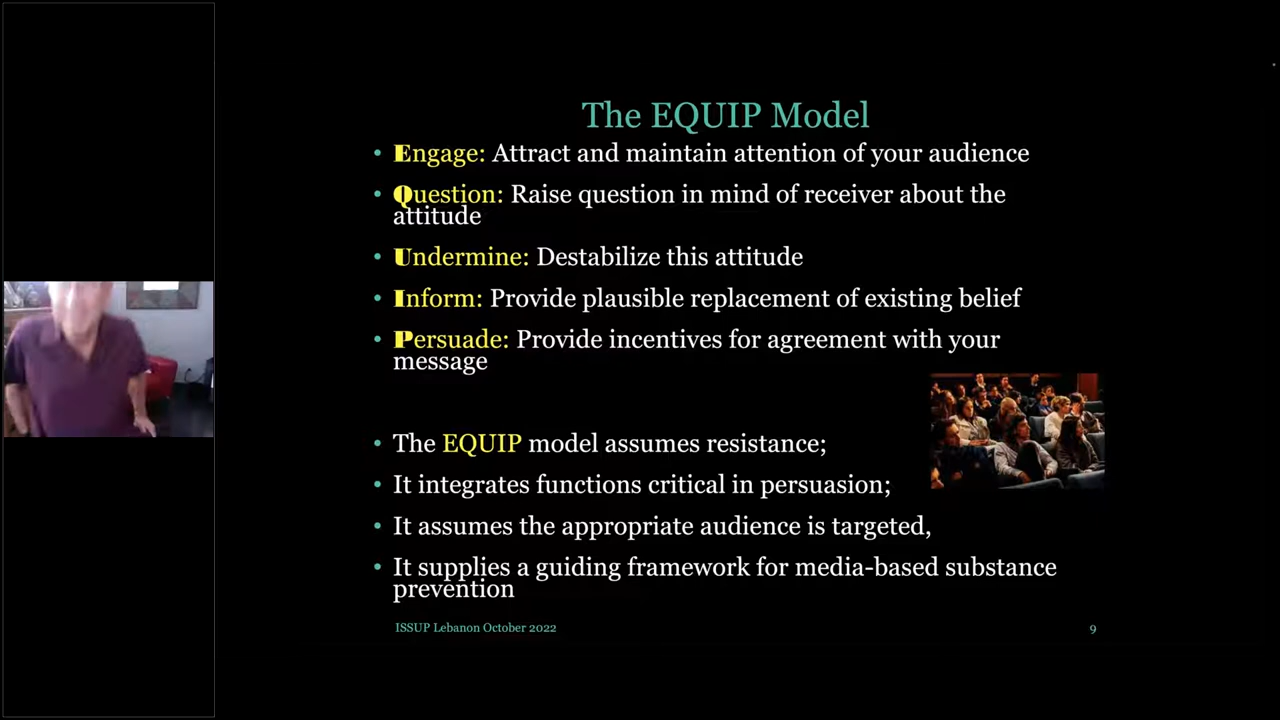 The EQUIP Model
• Engage: Attract and maintain attention of your audience
• Question: Raise question in mind of receiver about the
attitude
• Undermine: Destabilize this attitude
• Inform: Provide plausible replacement of existing belief
• Persuade: Provide incentives for agreement with your
message
• The EQUIP model assumes resistance;
• It integrates functions critical in persuasion;
• It assumes the appropriate audience is targeted,
• It supplies a guiding framework for media-based substance
prevention
ISSUP Lebanon October 2022
9